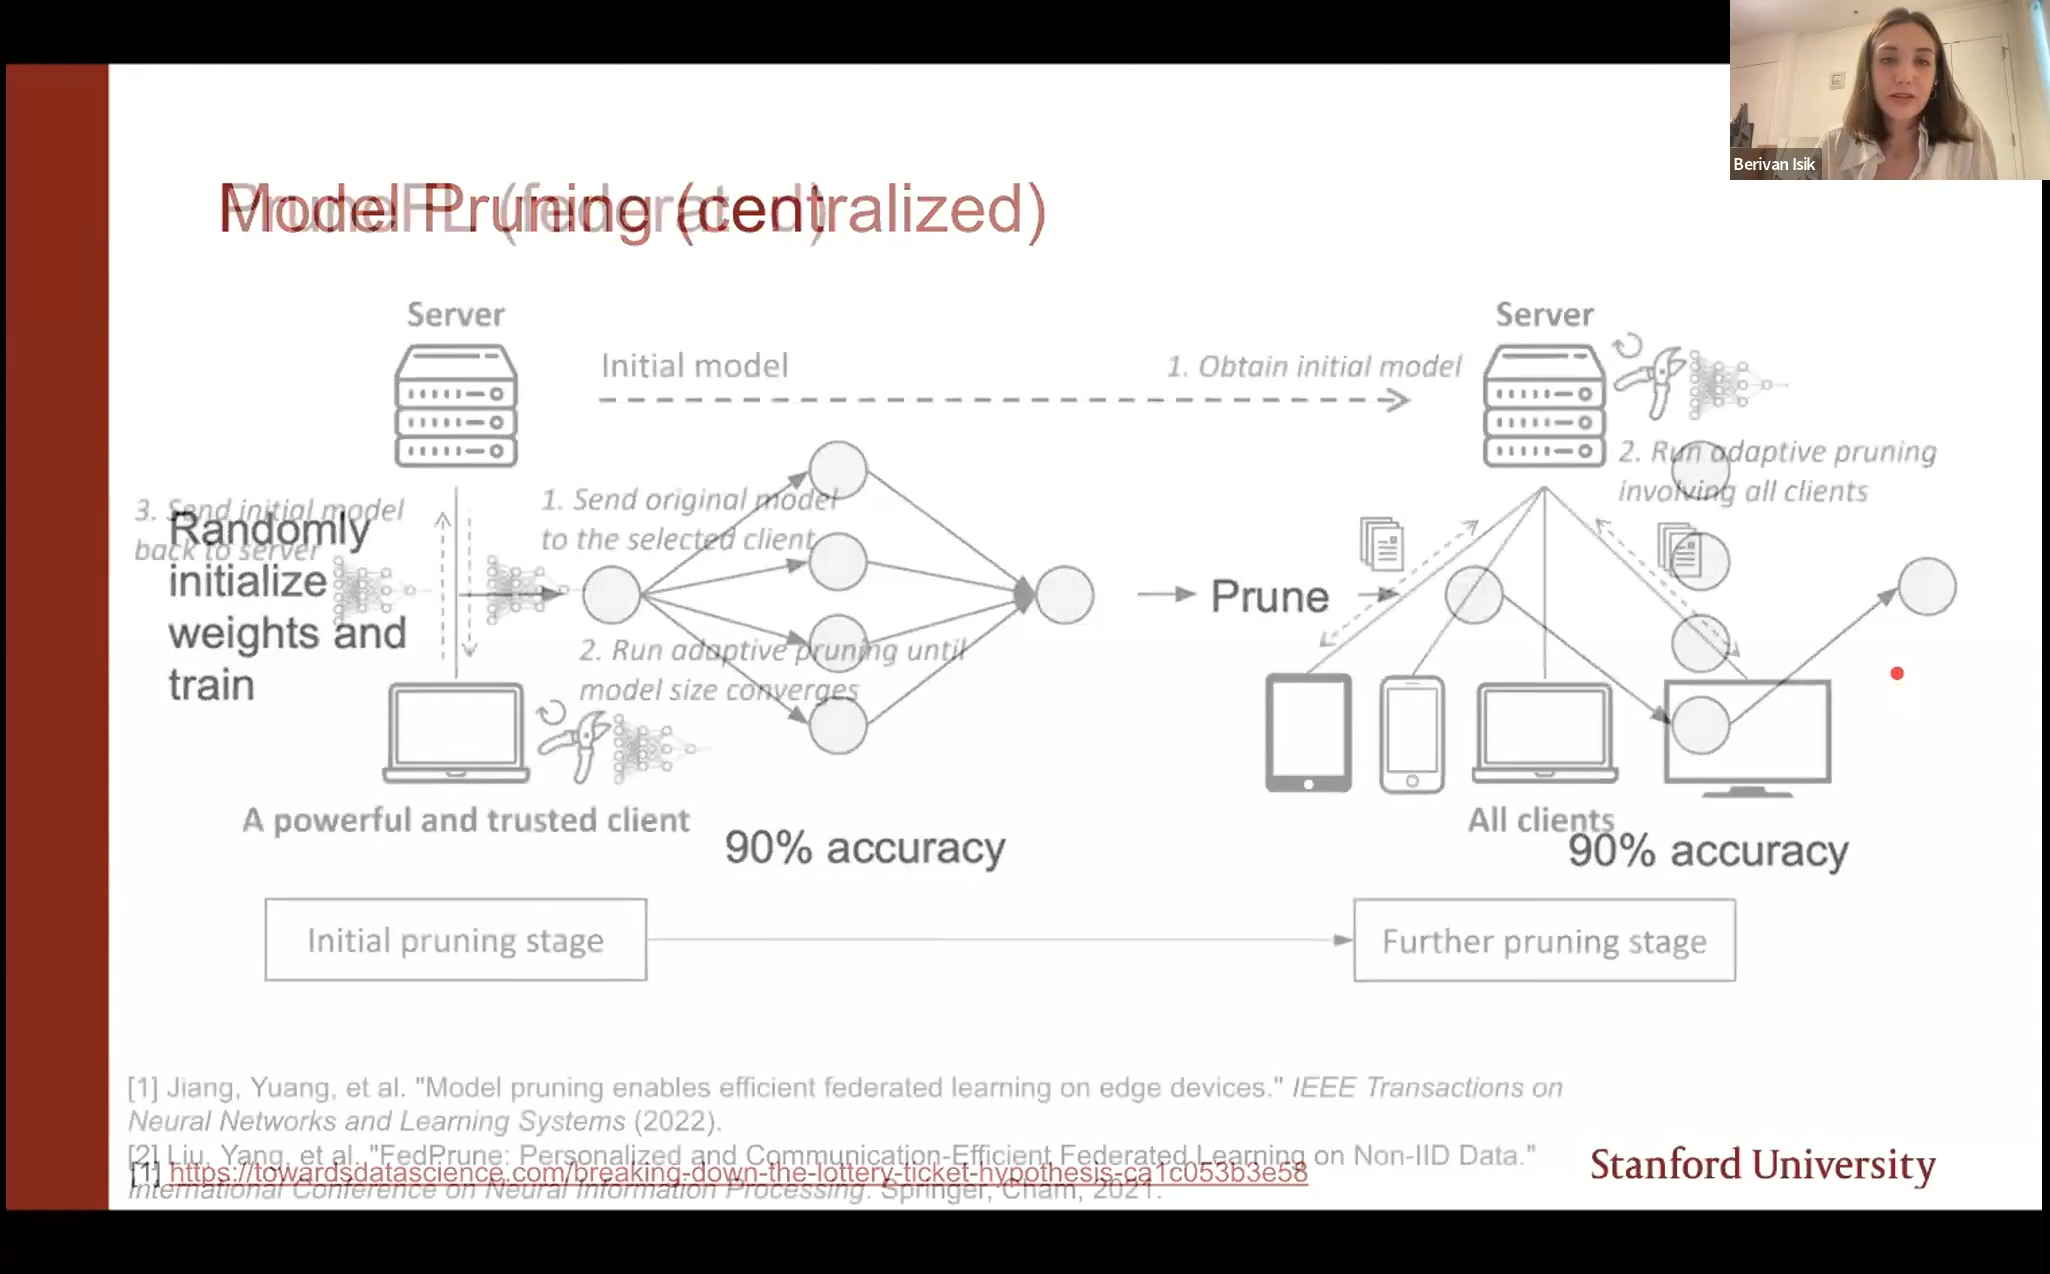 Berivan Isik
Model Pruning (centralized)
PruneFL (federated)
Server
Server
Initial model
1. Obtain initial model
2. Run adaptive pruning
involving all clients
3. Send initial model
back to server
1. Send original model
to the selected client
Randomly
initialize
weights and
train
Prune
2. Run adaptive pruning until
model size converges
A powerful and trusted client
All clients
90% accuracy
90% accuracy
Initial pruning stage
Further pruning stage
[1] Jiang, Yuang, et al. "Model pruning enables efficient federated learning on edge devices." IEEE Transactions on
Neural Networks and Learning Systems (2022).
[2] Liu, Yang, et al. "FedPrune: Personalized and Communication-Efficient Federated Learning on Non-IID Data."
International Conference on Neural Information Processing. Springer, Cham, 2021.
[1] https://towardsdatascience.com/breaking-down-the-lottery-ticket-hypothesis-ca1c053b3e58
Stanford University